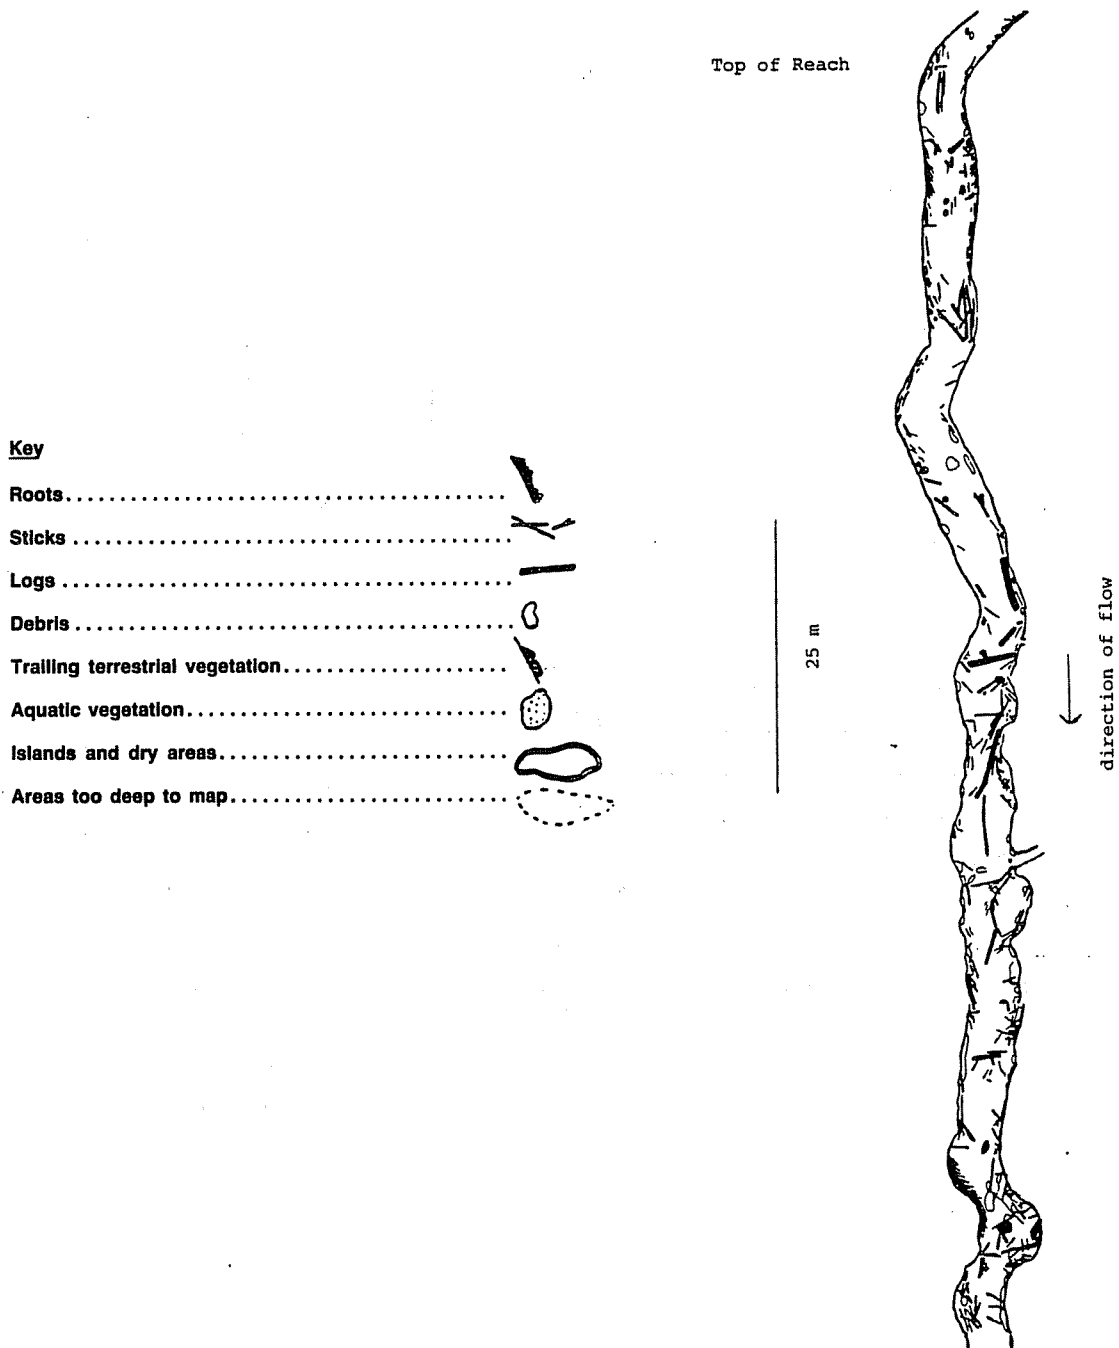 Top of Reach
Key
Roots........................................
Sticks........................................
Logs........................................
Debris........................................
Trailing terrestrial vegetation....................
Aquatic vegetation..............................
Islands and dry areas...........................
Areas too deep to map..........................
25 m
direction of flow